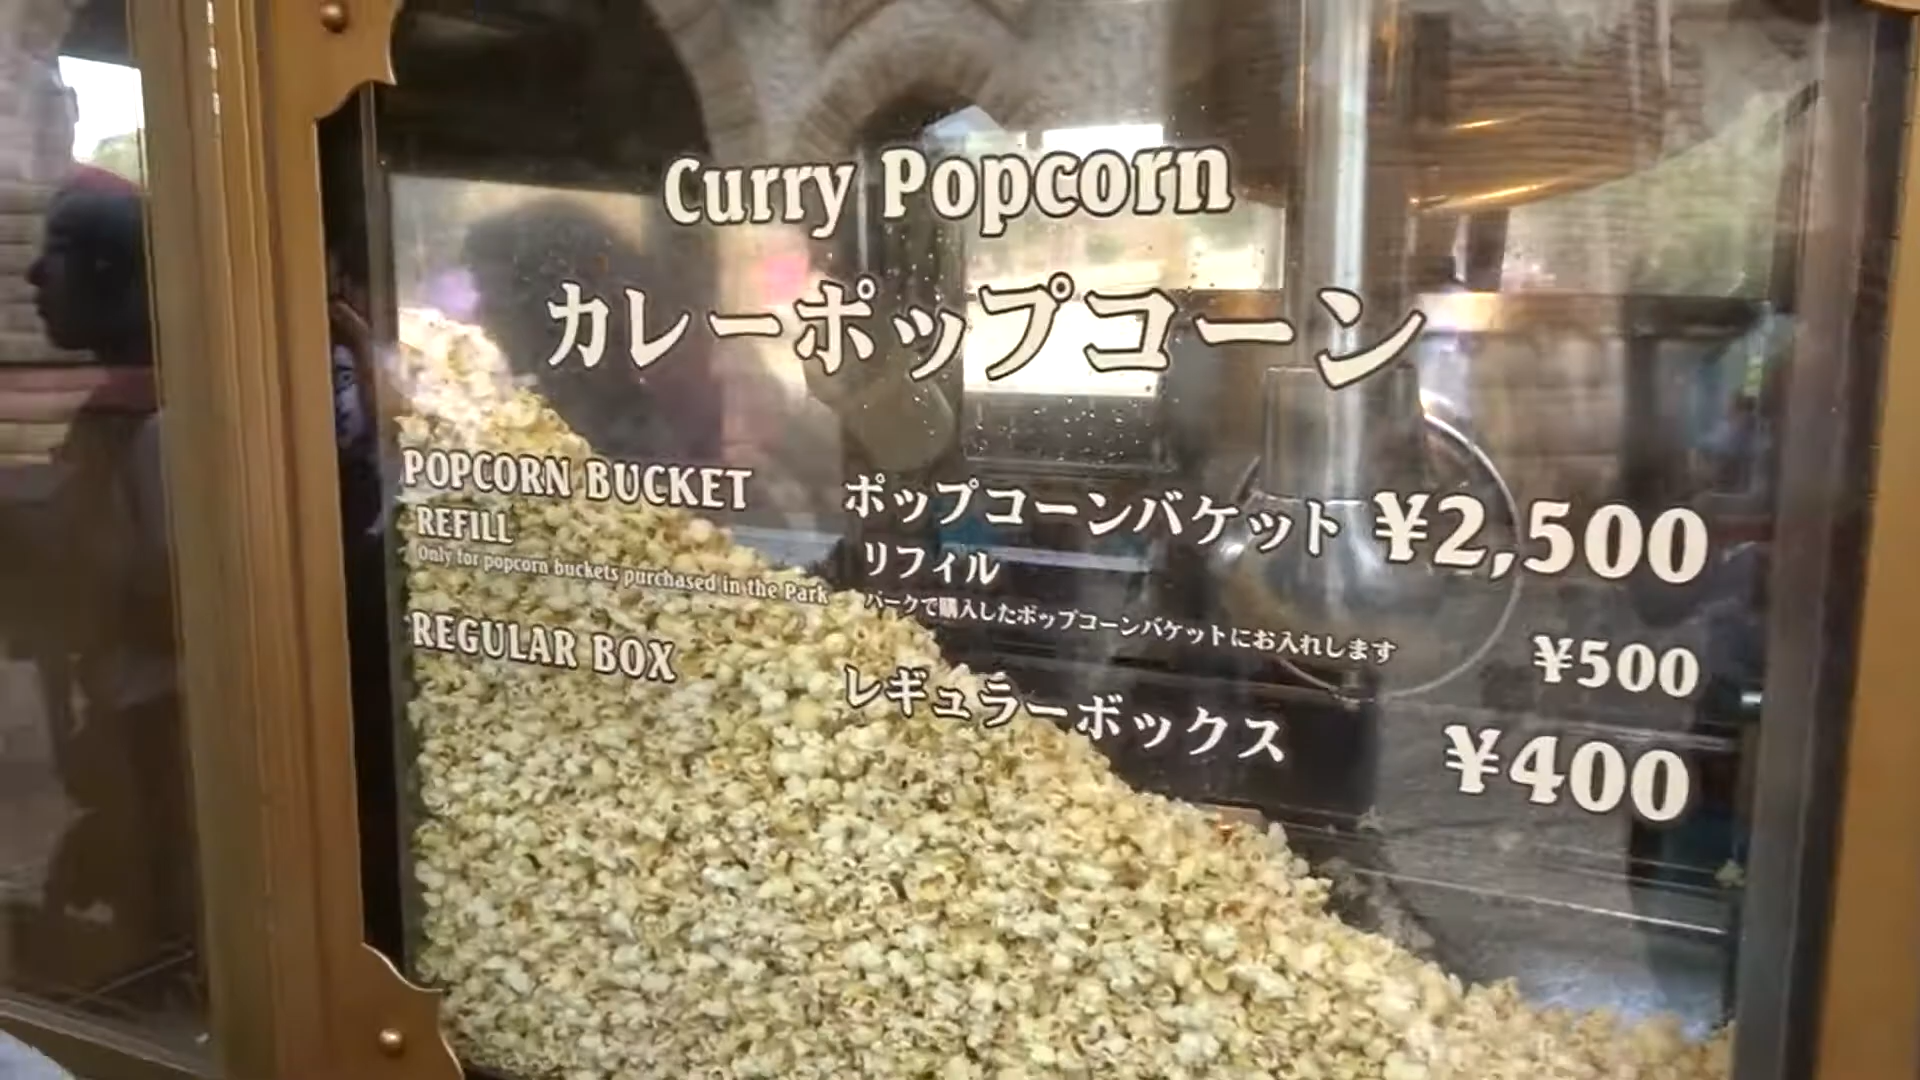 Curry Popcorn
カレーポップコーン
POPCORN BUCKET ポップコーンバケット ¥2,500
REFILL リフィル
Only for popcorn buckets purchased in the Park パークで購入したポップコーンバケットにお入れします ¥500
REGULAR BOX レギュラーボックス ¥400